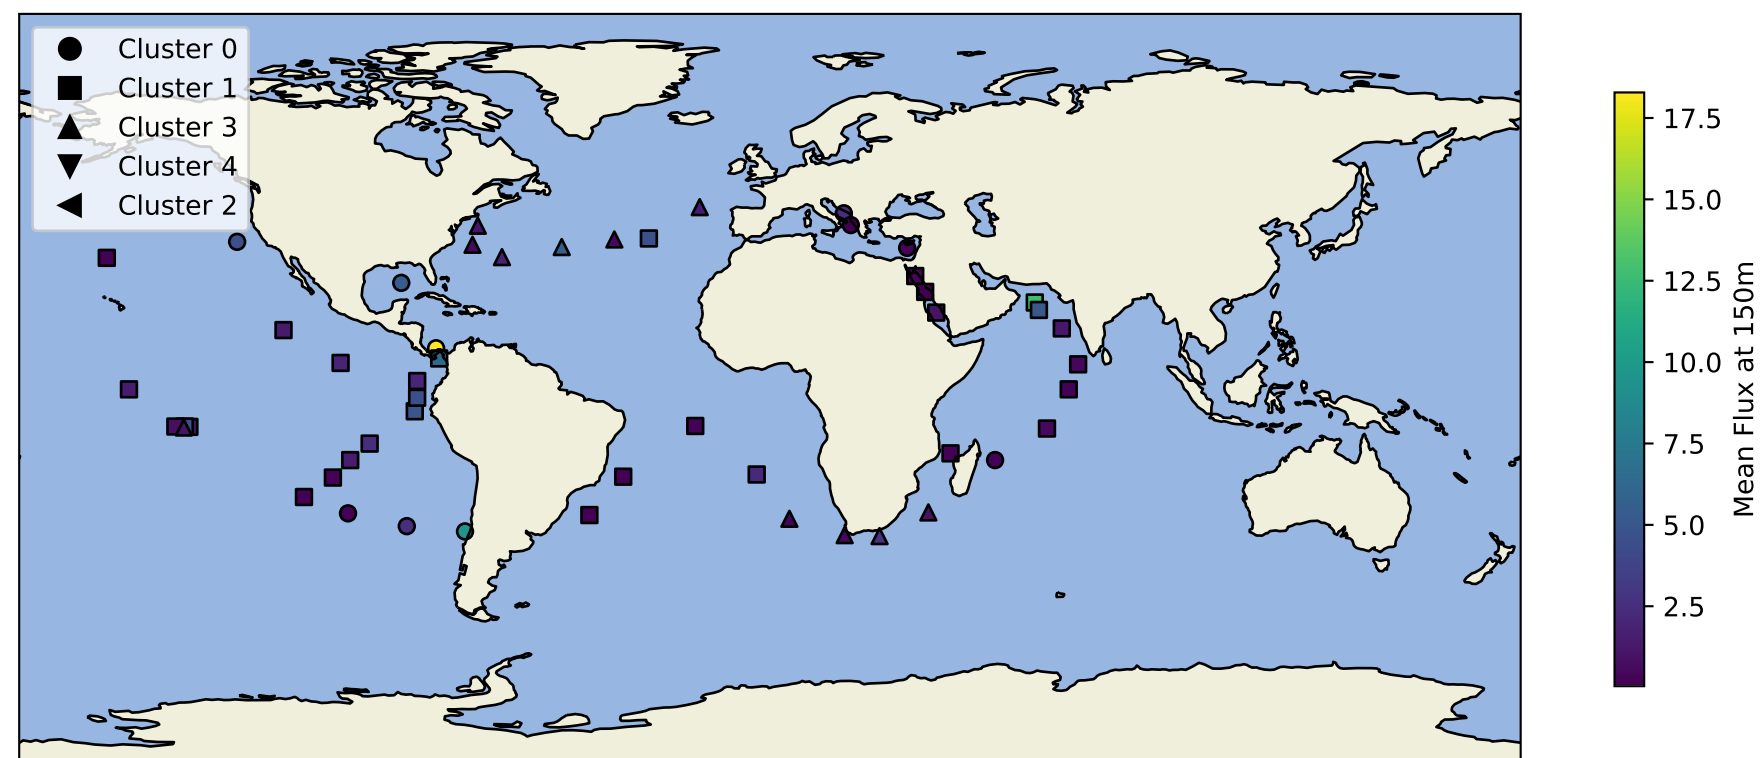 Cluster 0
Cluster 1
Cluster 3
Cluster 4
Cluster 2
17.5
15.0
12.5
10.0
7.5
5.0
2.5
Mean Flux at 150m